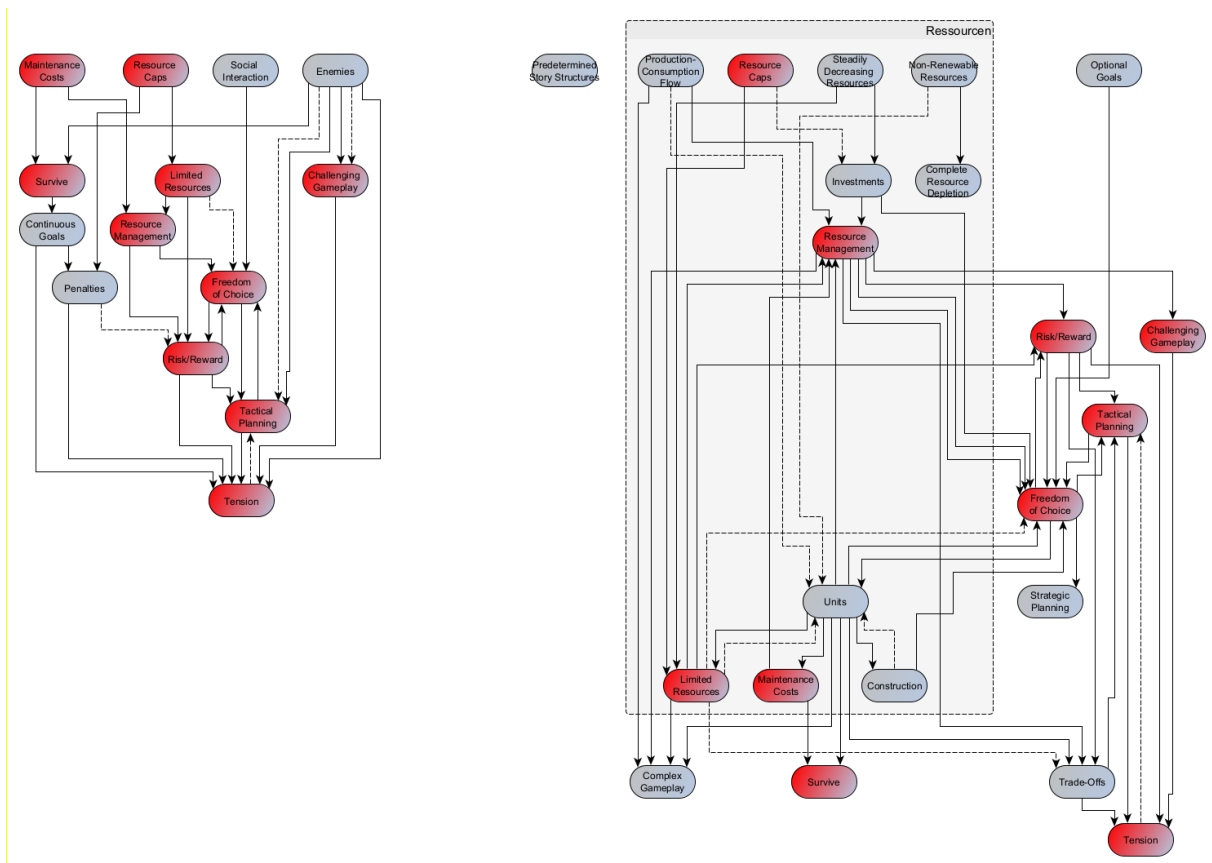 Ressourcen
Maintenance
Costs
Resource
Caps
Social
Interaction
Enemies
Predetermined
Story Structures
Production-
Consumption
Flow
Resource
Caps
Steadily
Decreasing
Resources
Non-Renewable
Resources
Optional
Goals
Survive
Limited
Resources
Challenging
Gameplay
Investments
Complete
Resource
Depletion
Continuous
Goals
Resource
Management
Resource
Management
Penalties
Freedom
of Choice
Risk/Reward
Risk/Reward
Challenging
Gameplay
Tactical
Planning
Tactical
Planning
Tension
Freedom
of Choice
Units
Strategic
Planning
Limited
Resources
Maintenance
Costs
Construction
Complex
Gameplay
Survive
Trade-Offs
Tension